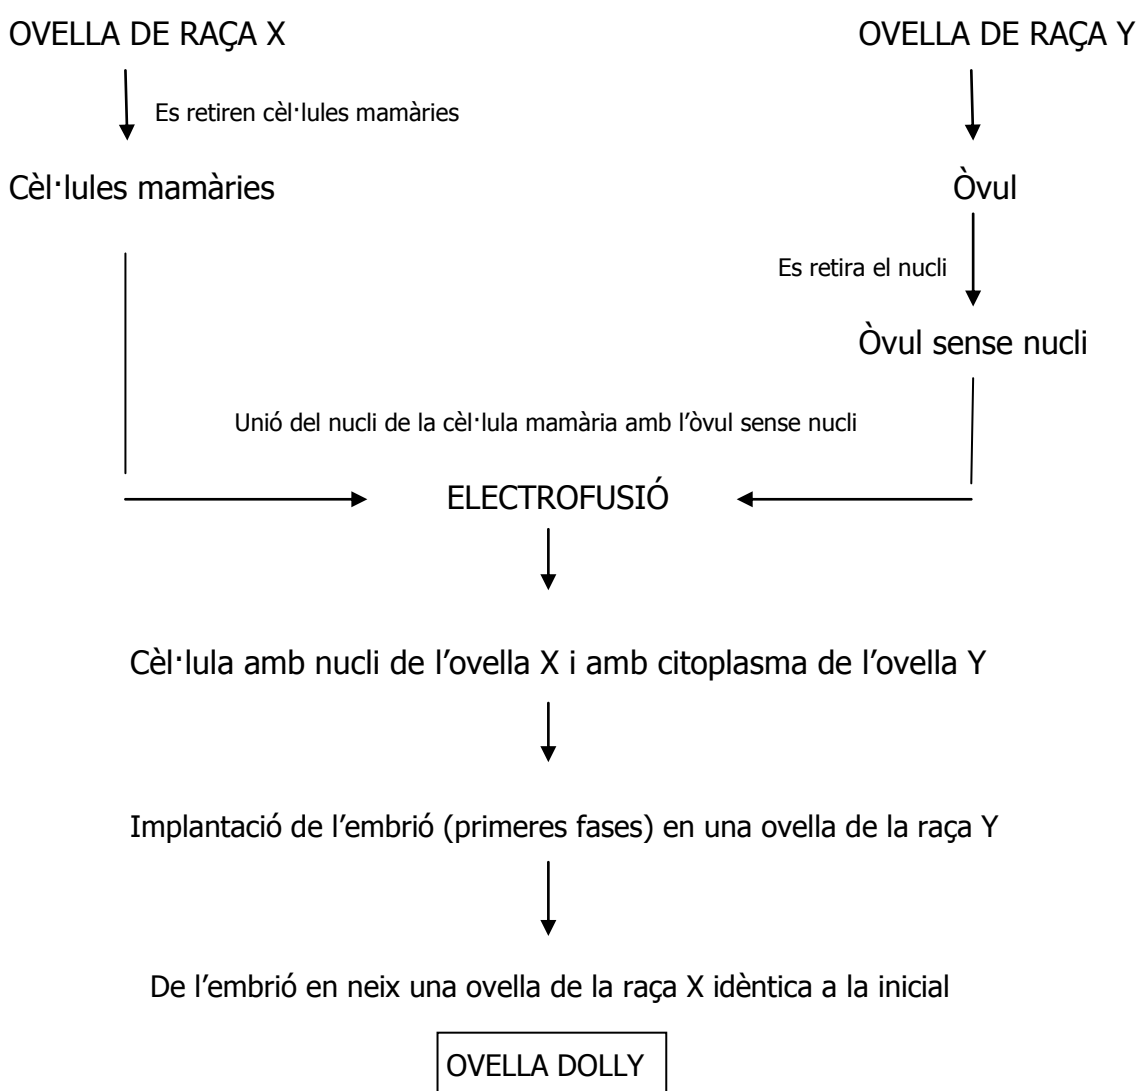 OVELLA DE RAÇA X
OVELLA DE RAÇA Y
Es retiren cèl·lules mamàries
Cèl·lules mamàries
Òvul
Es retira el nucli
Òvul sense nucli
Unió del nucli de la cèl·lula mamària amb l’òvul sense nucli
ELECTROFUSIÓ
Cèl·lula amb nucli de l’ovella X i amb citoplasma de l’ovella Y
Implantació de l’embrió (primeres fases) en una ovella de la raça Y
De l’embrió en neix una ovella de la raça X idèntica a la inicial
OVELLA DOLLY